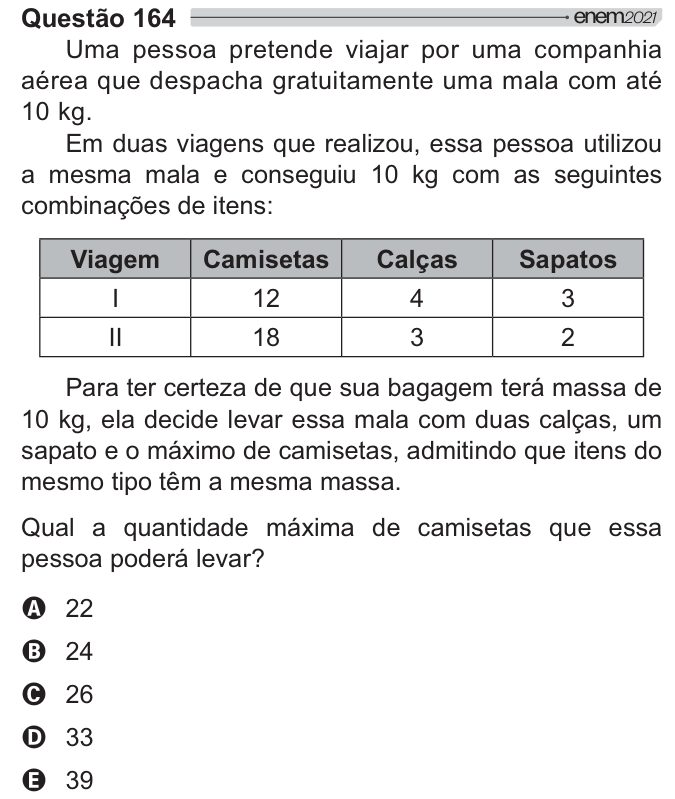 Questão 164 enem2021
Uma pessoa pretende viajar por uma companhia
aérea que despacha gratuitamente uma mala com até
10 kg.
Em duas viagens que realizou, essa pessoa utilizou
a mesma mala e conseguiu 10 kg com as seguintes
combinações de itens:
Viagem Camisetas Calças Sapatos
I 12 4 3
II 18 3 2
Para ter certeza de que sua bagagem terá massa de
10 kg, ela decide levar essa mala com duas calças, um
sapato e o máximo de camisetas, admitindo que itens do
mesmo tipo têm a mesma massa.
Qual a quantidade máxima de camisetas que essa
pessoa poderá levar?
A 22
B 24
C 26
D 33
E 39